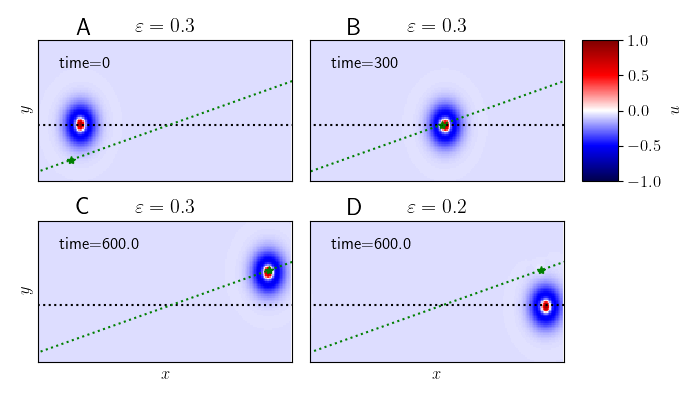 A
ε = 0.3
B
ε = 0.3
time=0
time=300
y
1.0
0.5
0.0
−0.5
−1.0
u
C
ε = 0.3
D
ε = 0.2
time=600.0
time=600.0
y
x
x